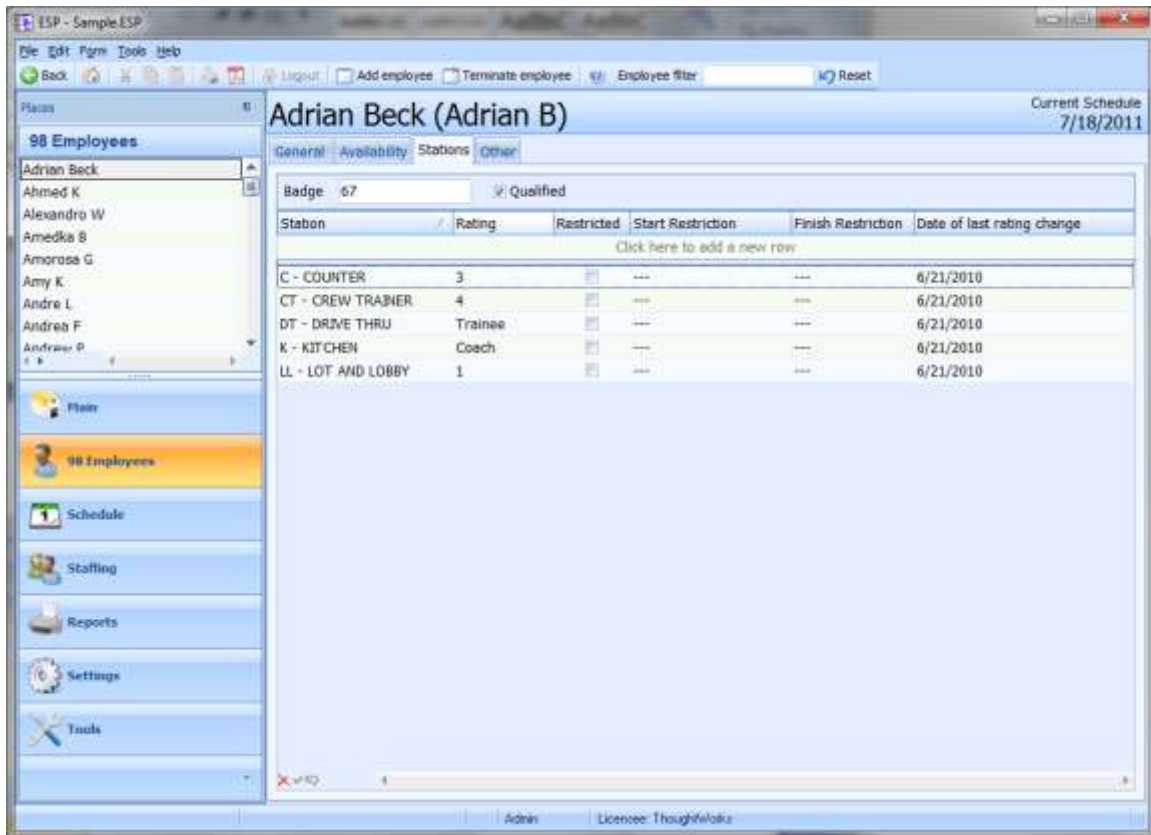 ESP - Sample.ESP
File Edit Form Tools Help
Back Logout Add employee Terminate employee Employee filter Reset
Places
98 Employees
Adrian Beck
Ahmed K
Alexandro W
Amedka B
Amorosa G
Amy K
Andre L
Andrea F
Andrew P
Main
98 Employees
Schedule
Staffing
Reports
Settings
Tools
Adrian Beck (Adrian B)
Current Schedule
7/18/2011
General Availability Stations Other
Badge 67 Qualified
Station Rating Restricted Start Restriction Finish Restriction Date of last rating change
Click here to add a new row
C - COUNTER 3 --- --- 6/21/2010
CT - CREW TRAINER 4 --- --- 6/21/2010
DT - DRIVE THRU Trainee --- --- 6/21/2010
K - KITCHEN Coach --- --- 6/21/2010
LL - LOT AND LOBBY 1 --- --- 6/21/2010
Admin Licencee: ThoughtWorks